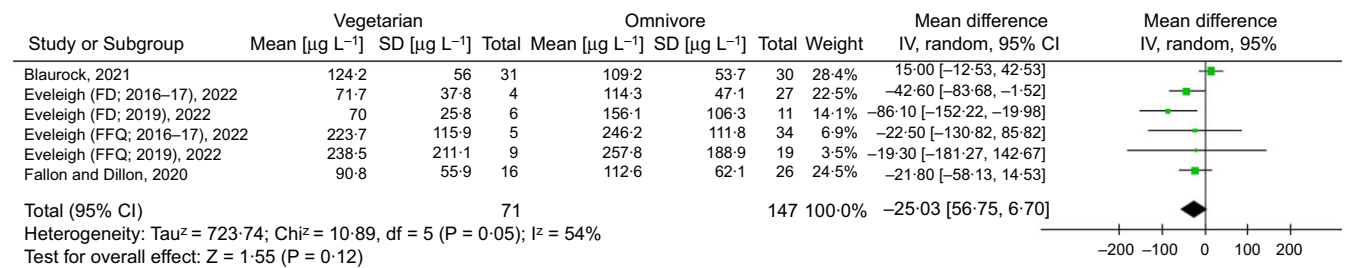 Vegetarian Omnivore Mean difference Mean difference
Study or Subgroup Mean [µg L⁻¹] SD [µg L⁻¹] Total Mean [µg L⁻¹] SD [µg L⁻¹] Total Weight IV, random, 95% CI IV, random, 95%
Blaurock, 2021 124·2 56 31 109·2 53·7 30 28·4% 15·00 [−12·53, 42·53]
Eveleigh (FD; 2016–17), 2022 71·7 37·8 4 114·3 47·1 27 22·5% −42·60 [−83·68, −1·52]
Eveleigh (FD; 2019), 2022 70 25·8 6 156·1 106·3 11 14·1% −86·10 [−152·22, −19·98]
Eveleigh (FFQ; 2016–17), 2022 223·7 115·9 5 246·2 111·8 34 6·9% −22·50 [−130·82, 85·82]
Eveleigh (FFQ; 2019), 2022 238·5 211·1 9 257·8 188·9 19 3·5% −19·30 [−181·27, 142·67]
Fallon and Dillon, 2020 90·8 55·9 16 112·6 62·1 26 24·5% −21·80 [−58·13, 14·53]
Total (95% CI) 71 147 100·0% −25·03 [56·75, 6·70]
Heterogeneity: Tauᶻ = 723·74; Chiᶻ = 10·89, df = 5 (P = 0·05); Iᶻ = 54%
Test for overall effect: Z = 1·55 (P = 0·12)
−200 −100 0 100 200